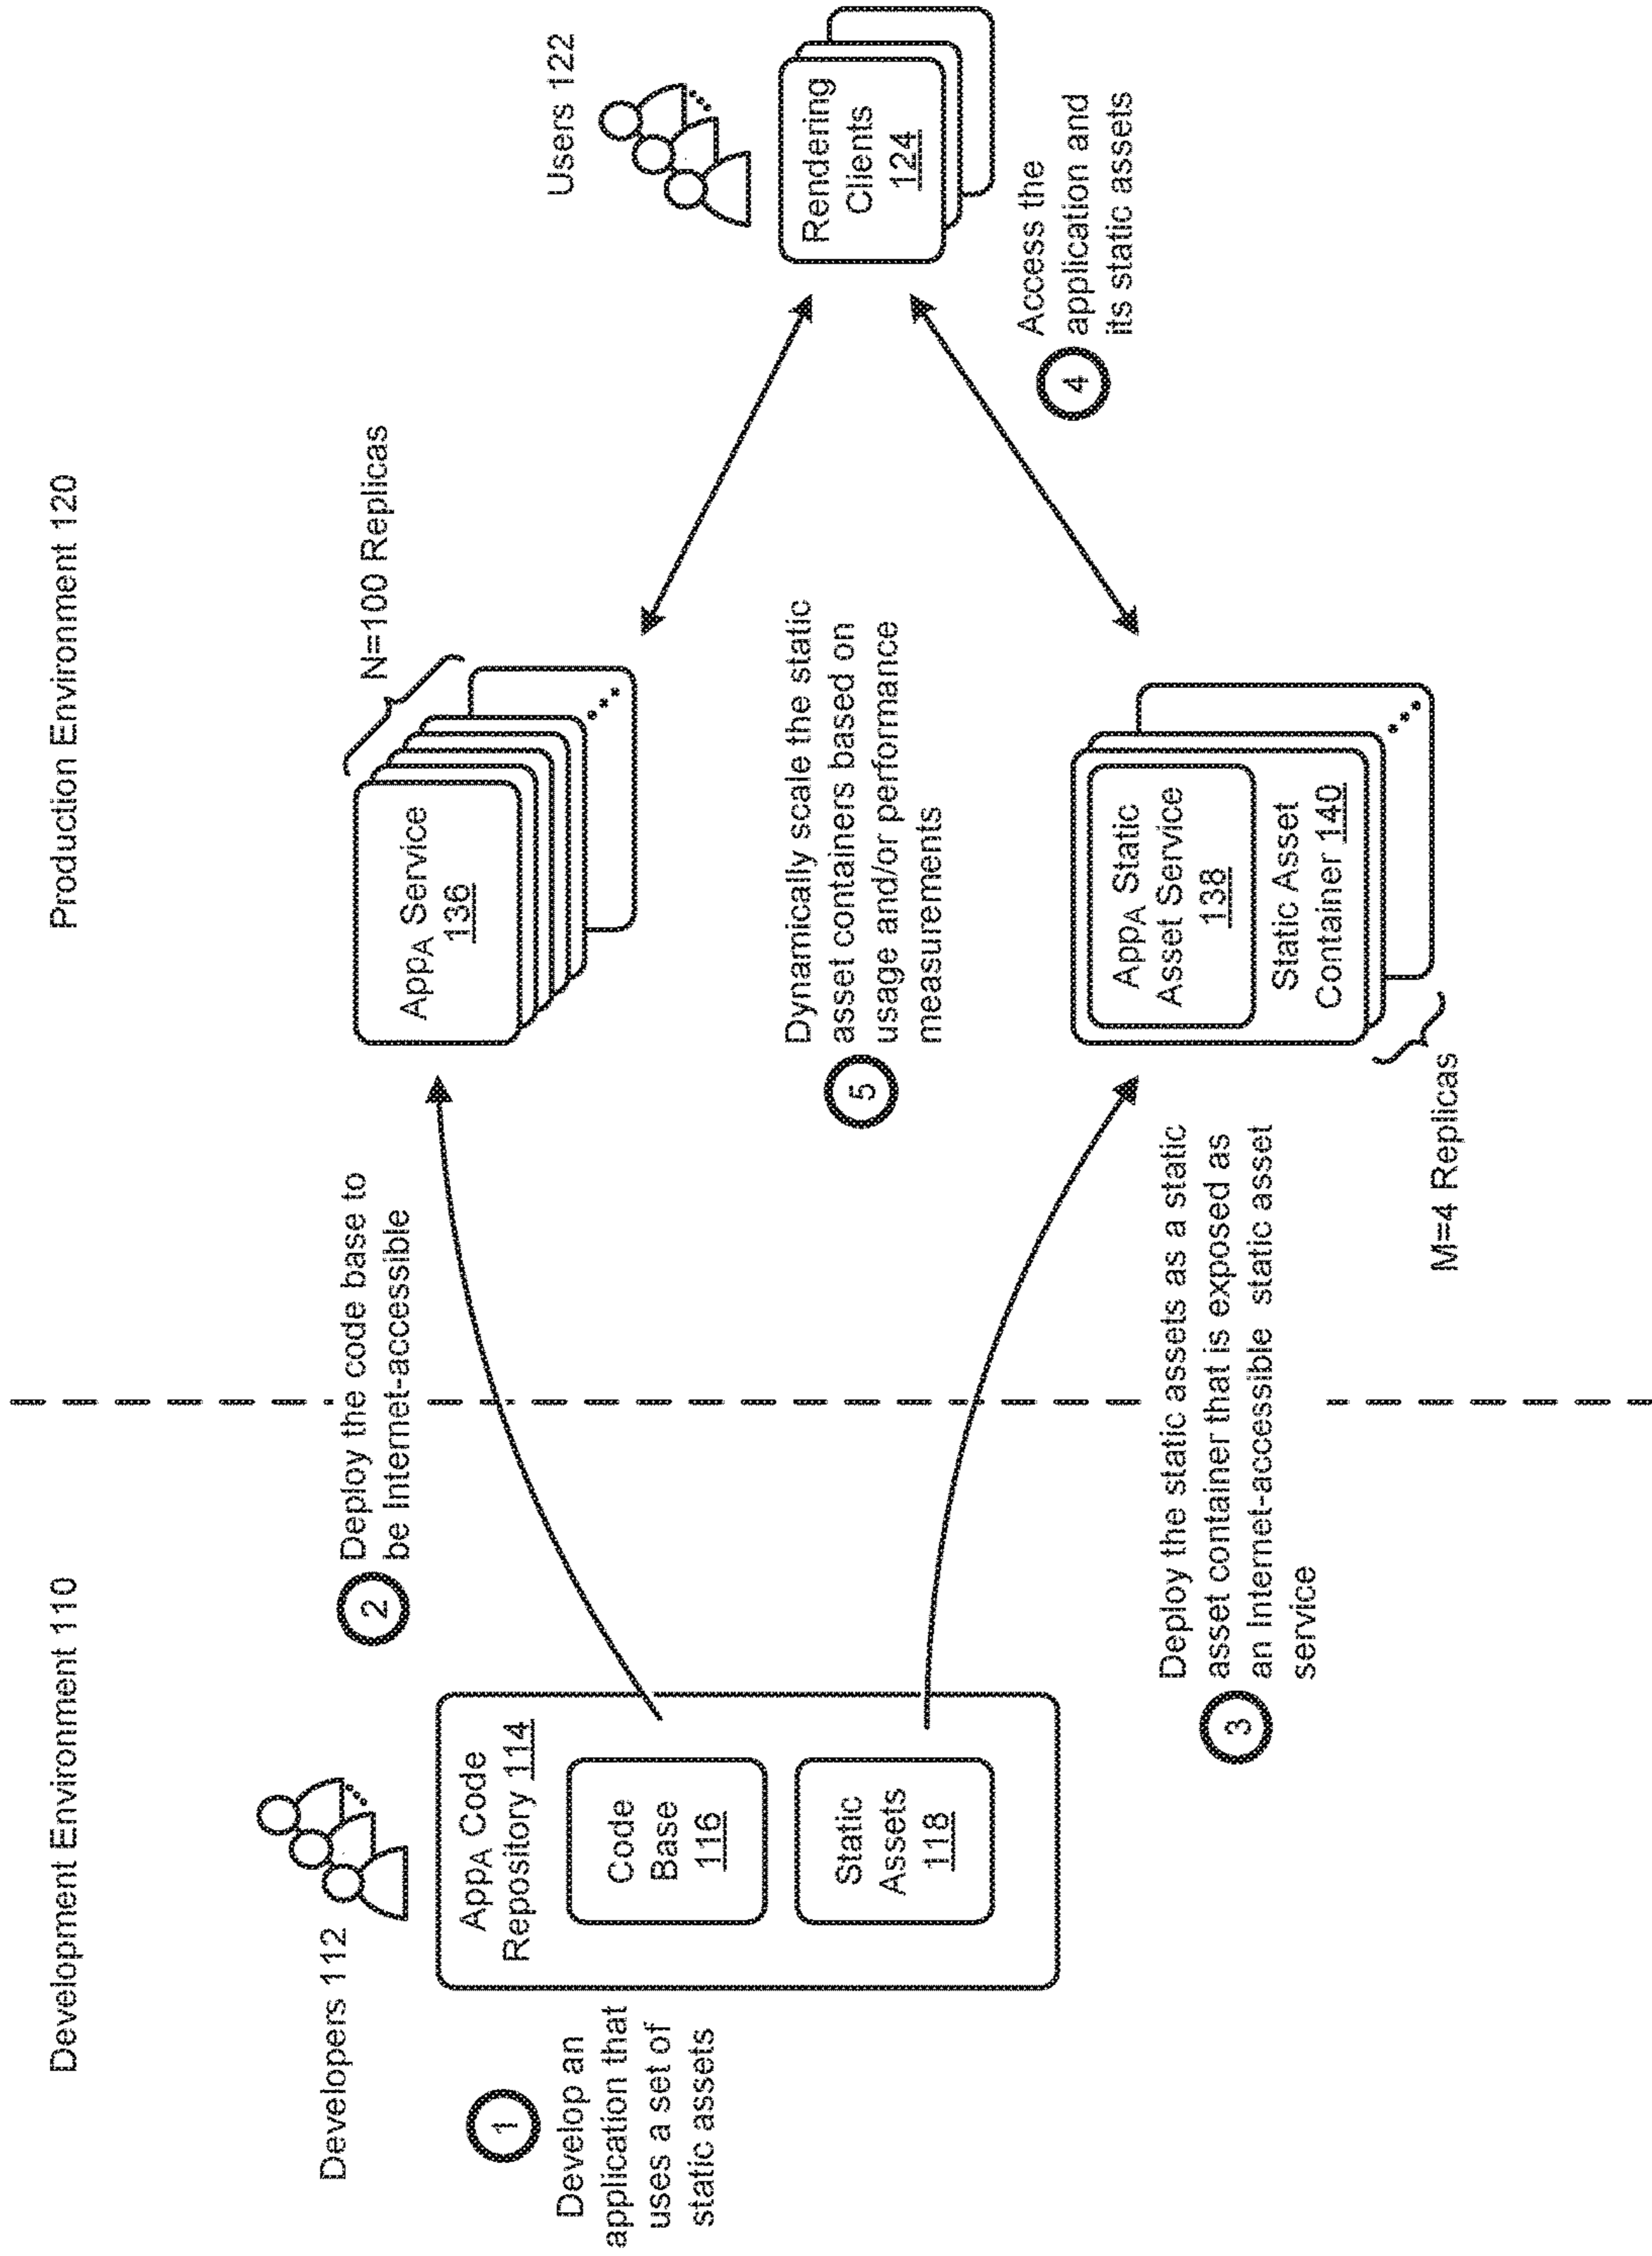 Development Environment 110
Production Environment 120
Developers 112
1
Develop an
application that
uses a set of
static assets
AppA Code
Repository 114
Code
Base
116
Static
Assets
118
2
Deploy the code base to
be Internet-accessible
3
Deploy the static assets as a static
asset container that is exposed as
an Internet-accessible static asset
service
N=100 Replicas
AppA Service
136
5
Dynamically scale the static
asset containers based on
usage and/or performance
measurements
AppA Static
Asset Service
138
Static Asset
Container 140
M=4 Replicas
Users 122
Rendering
Clients
124
4
Access the
application and
its static assets